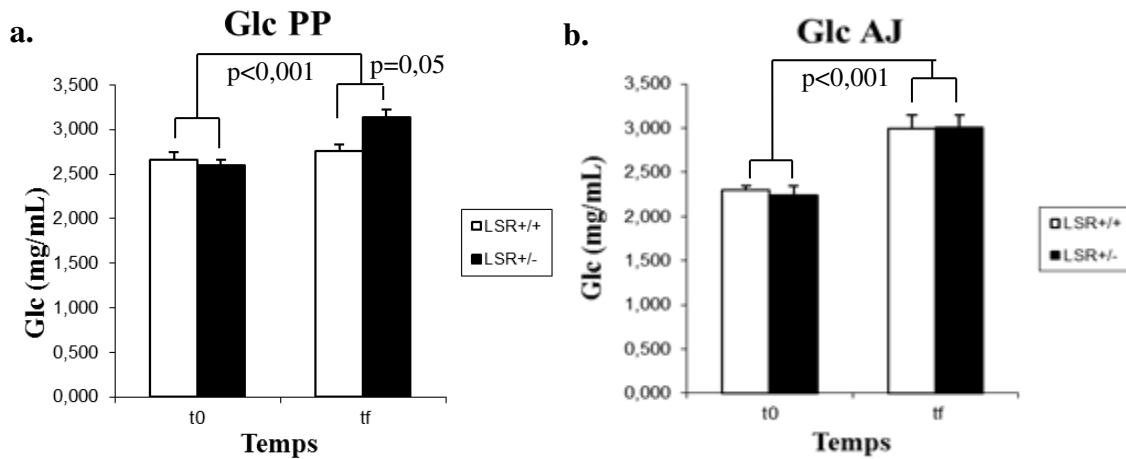 a.
Glc PP
p<0,001
p=0,05
3,500
3,000
2,500
2,000
1,500
1,000
0,500
0,000
Glc (mg/mL)
t0
tf
Temps
LSR+/+
LSR+/-
b.
Glc AJ
p<0,001
3,500
3,000
2,500
2,000
1,500
1,000
0,500
0,000
Glc (mg/mL)
t0
tf
Temps
LSR+/+
LSR+/-